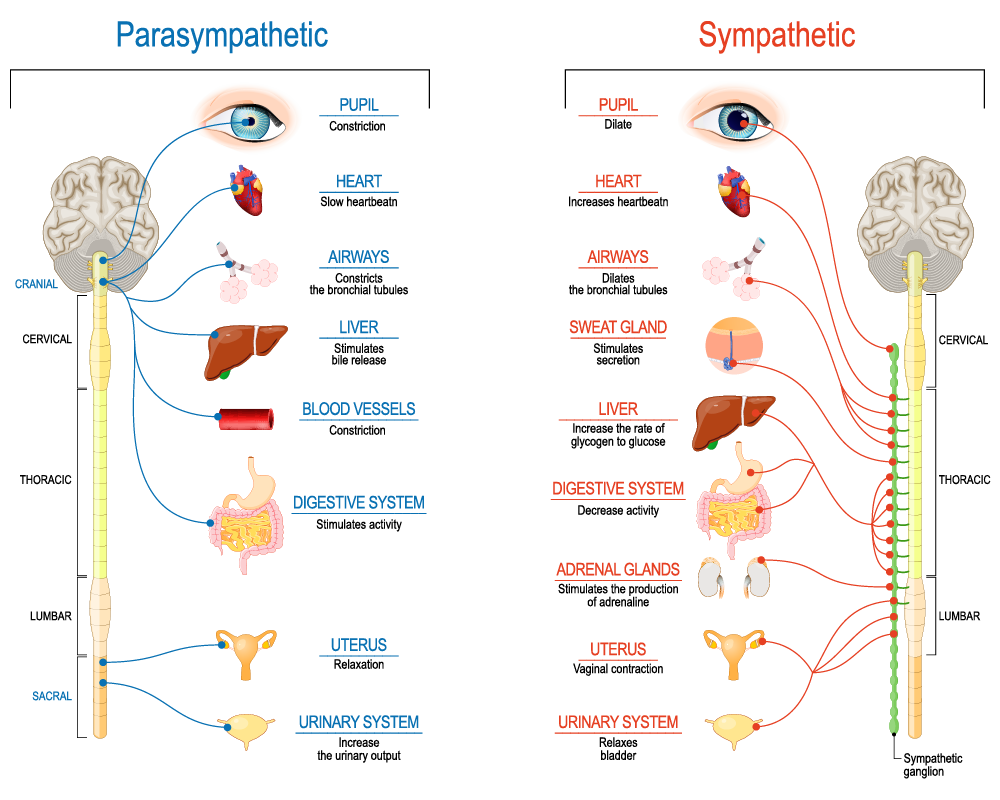 Parasympathetic
PUPIL
Constriction
HEART
Slow heartbeatn
AIRWAYS
Constricts
the bronchial tubules
LIVER
Stimulates
bile release
BLOOD VESSELS
Constriction
DIGESTIVE SYSTEM
Stimulates activity
UTERUS
Relaxation
URINARY SYSTEM
Increase
the urinary output
CRANIAL
CERVICAL
THORACIC
LUMBAR
SACRAL
Sympathetic
PUPIL
Dilate
HEART
Increases heartbeatn
AIRWAYS
Dilates
the bronchial tubules
SWEAT GLAND
Stimulates
secretion
LIVER
Increase the rate of
glycogen to glucose
DIGESTIVE SYSTEM
Decrease activity
ADRENAL GLANDS
Stimulates the production
of adrenaline
UTERUS
Vaginal contraction
URINARY SYSTEM
Relaxes
bladder
CERVICAL
THORACIC
LUMBAR
Sympathetic
ganglion